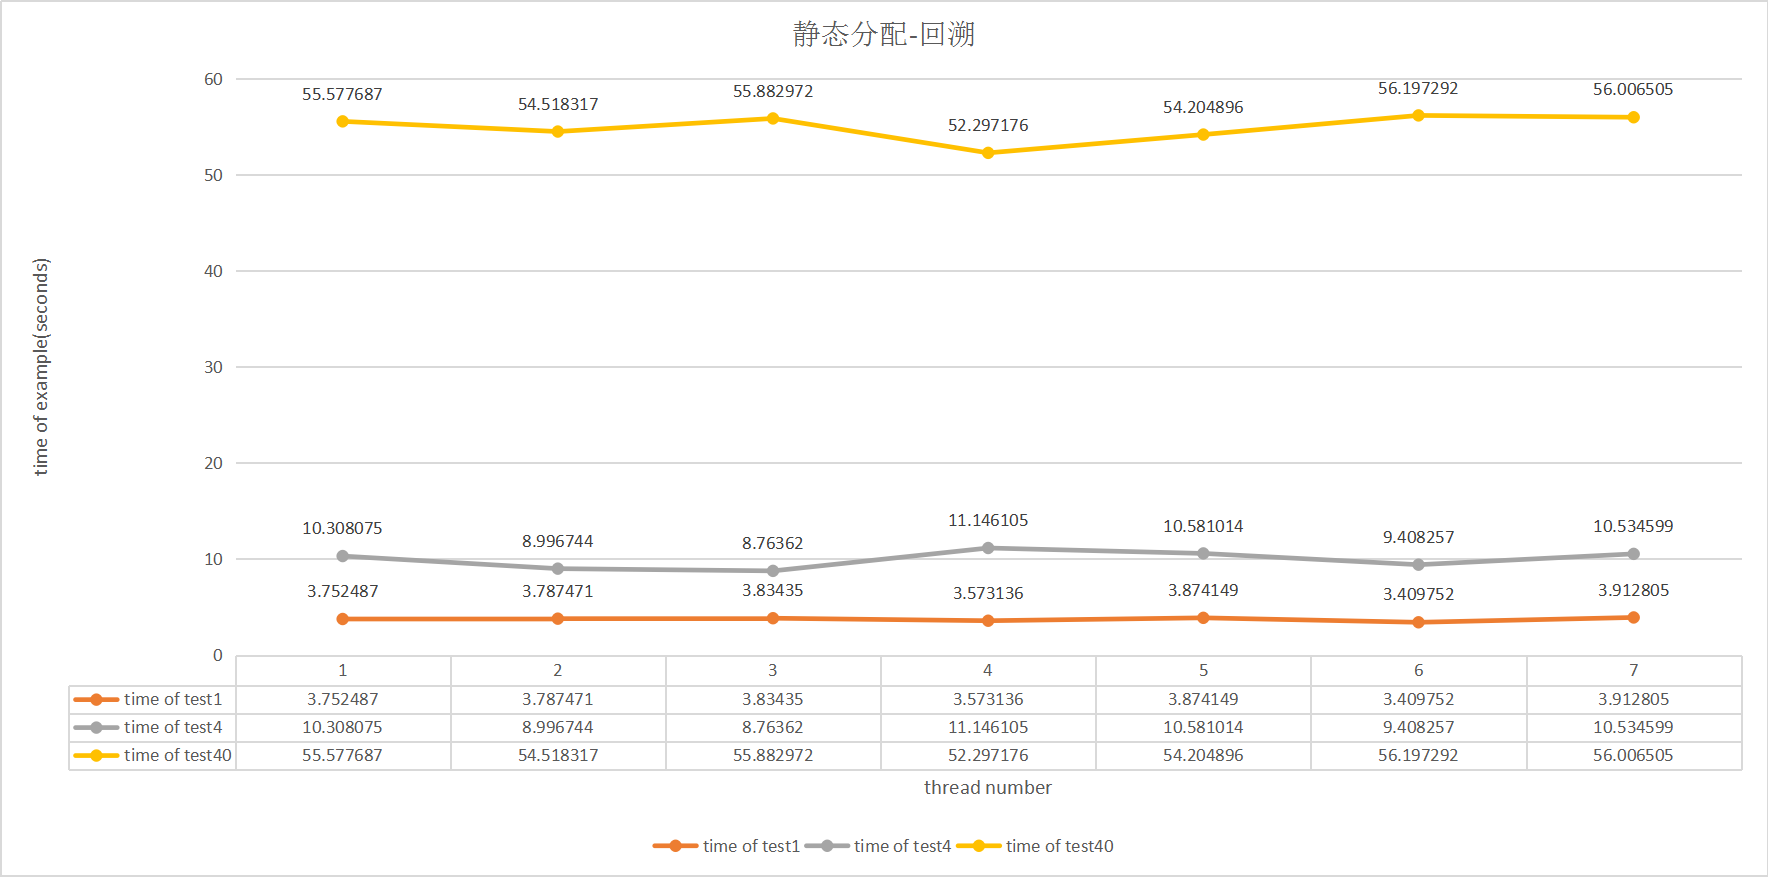 静态分配-回溯
60
50
40
30
20
10
0
time of example(seconds)
55.577687 54.518317 55.882972 52.297176 54.204896 56.197292 56.006505
10.308075 8.996744 8.76362 11.146105 10.581014 9.408257 10.534599
3.752487 3.787471 3.83435 3.573136 3.874149 3.409752 3.912805
1 2 3 4 5 6 7
time of test1 3.752487 3.787471 3.83435 3.573136 3.874149 3.409752 3.912805
time of test4 10.308075 8.996744 8.76362 11.146105 10.581014 9.408257 10.534599
time of test40 55.577687 54.518317 55.882972 52.297176 54.204896 56.197292 56.006505
thread number
time of test1 time of test4 time of test40